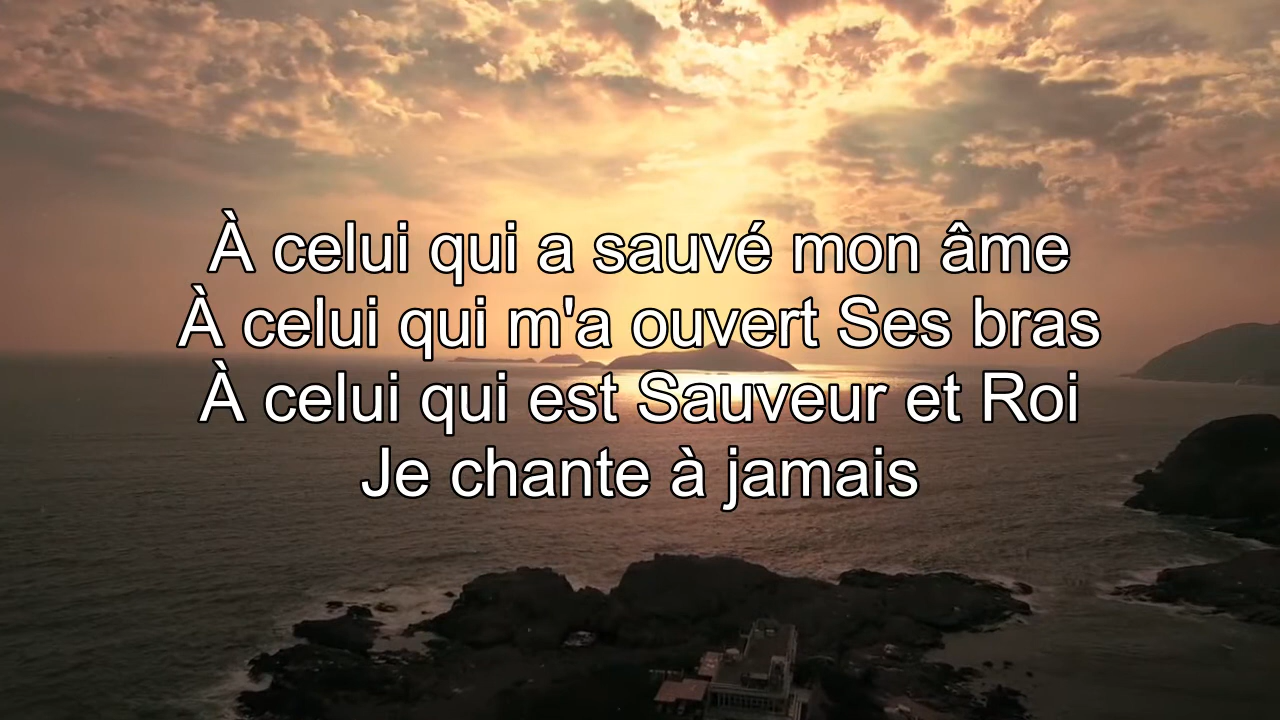 À celui qui a sauvé mon âme
À celui qui m'a ouvert Ses bras
À celui qui est Sauveur et Roi
Je chante à jamais